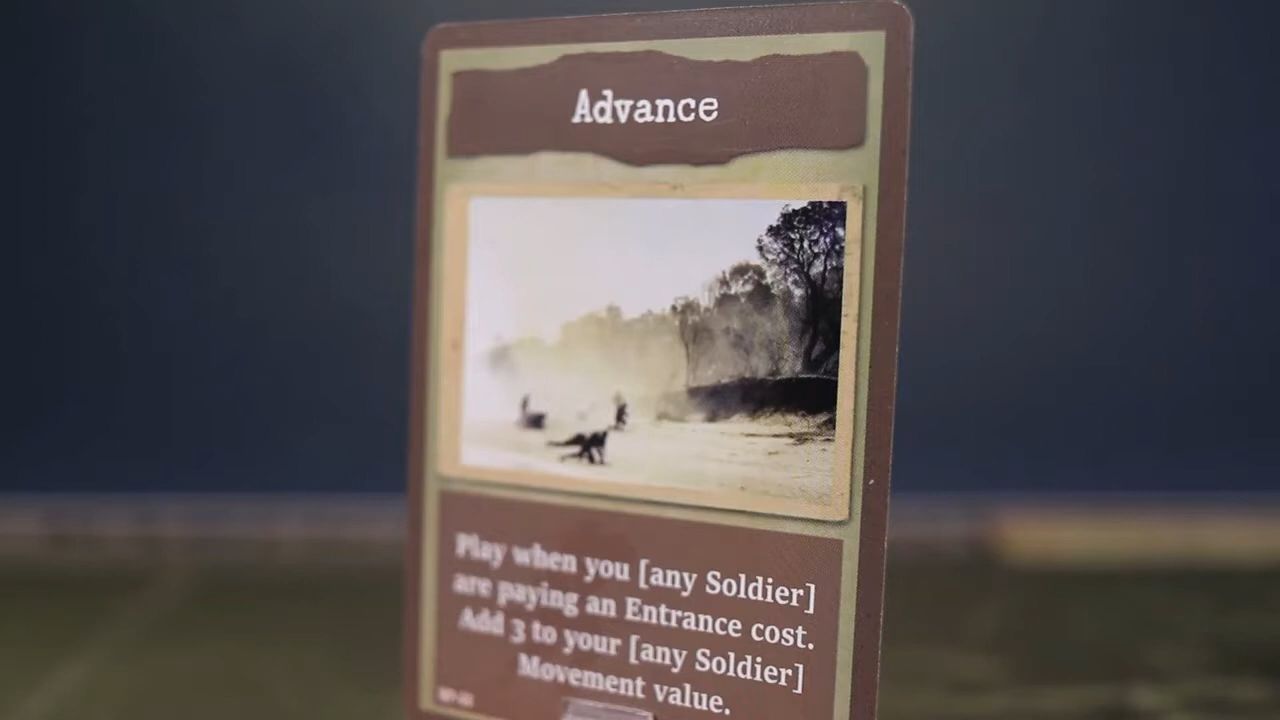 Advance
Play when you [any Soldier]
are paying an Entrance cost.
Add 3 to your [any Soldier]
Movement value.